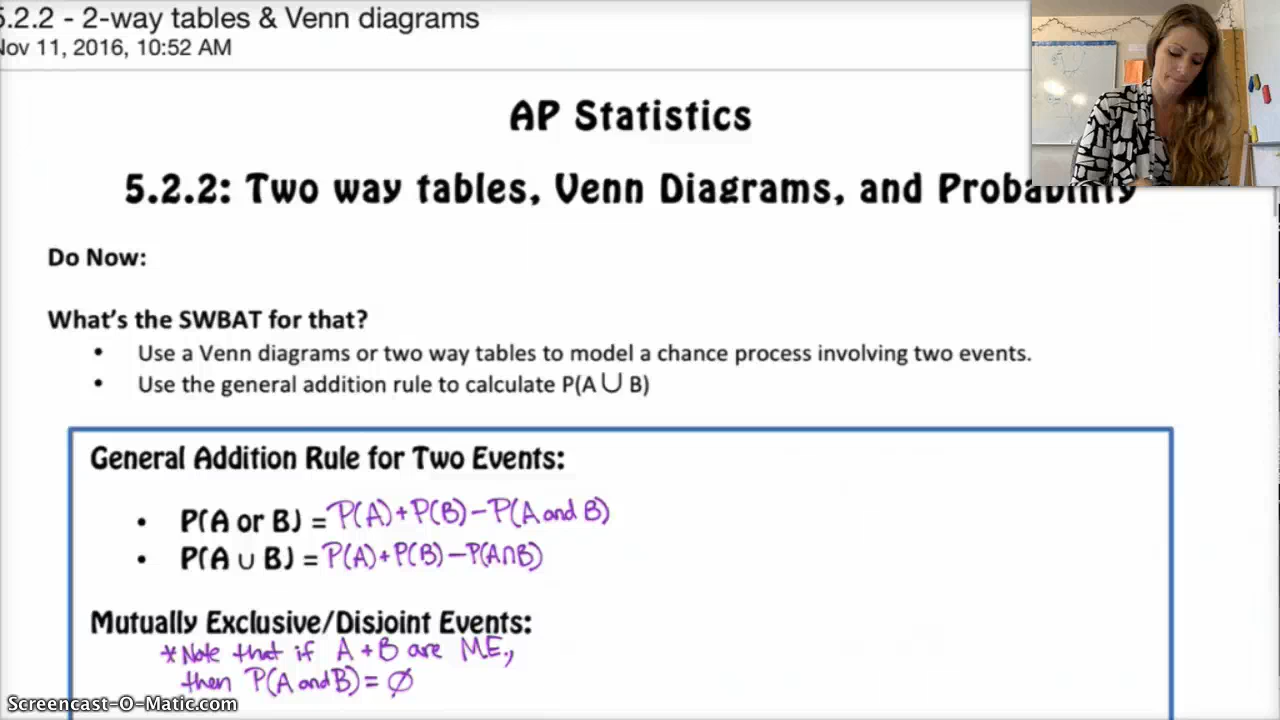 5.2.2 - 2-way tables & Venn diagrams
Nov 11, 2016, 10:52 AM
AP Statistics
5.2.2: Two way tables, Venn Diagrams, and Probability
Do Now:
What's the SWBAT for that?
• Use a Venn diagrams or two way tables to model a chance process involving two events.
• Use the general addition rule to calculate P(A ∪ B)
General Addition Rule for Two Events:
• P(A or B) = P(A)+P(B)-P(A and B)
• P(A ∪ B) = P(A)+P(B)-P(A∩B)
Mutually Exclusive/Disjoint Events:
*Note that if A + B are ME,
then P(A and B) = Ø
Screencast-O-Matic.com